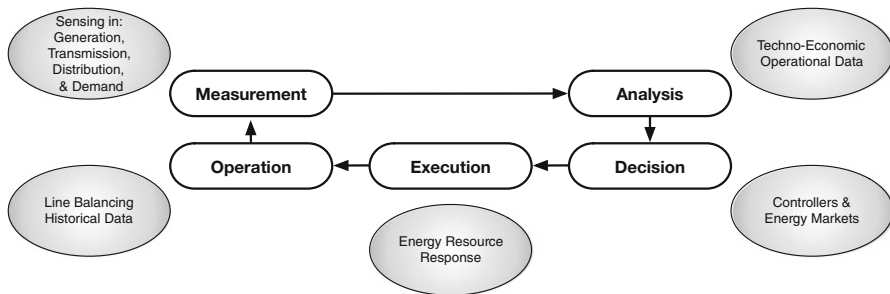 Sensing in:
Generation,
Transmission,
Distribution,
& Demand
Techno-Economic
Operational Data
Measurement
Analysis
Operation
Execution
Decision
Line Balancing
Historical Data
Controllers &
Energy Markets
Energy Resource
Response